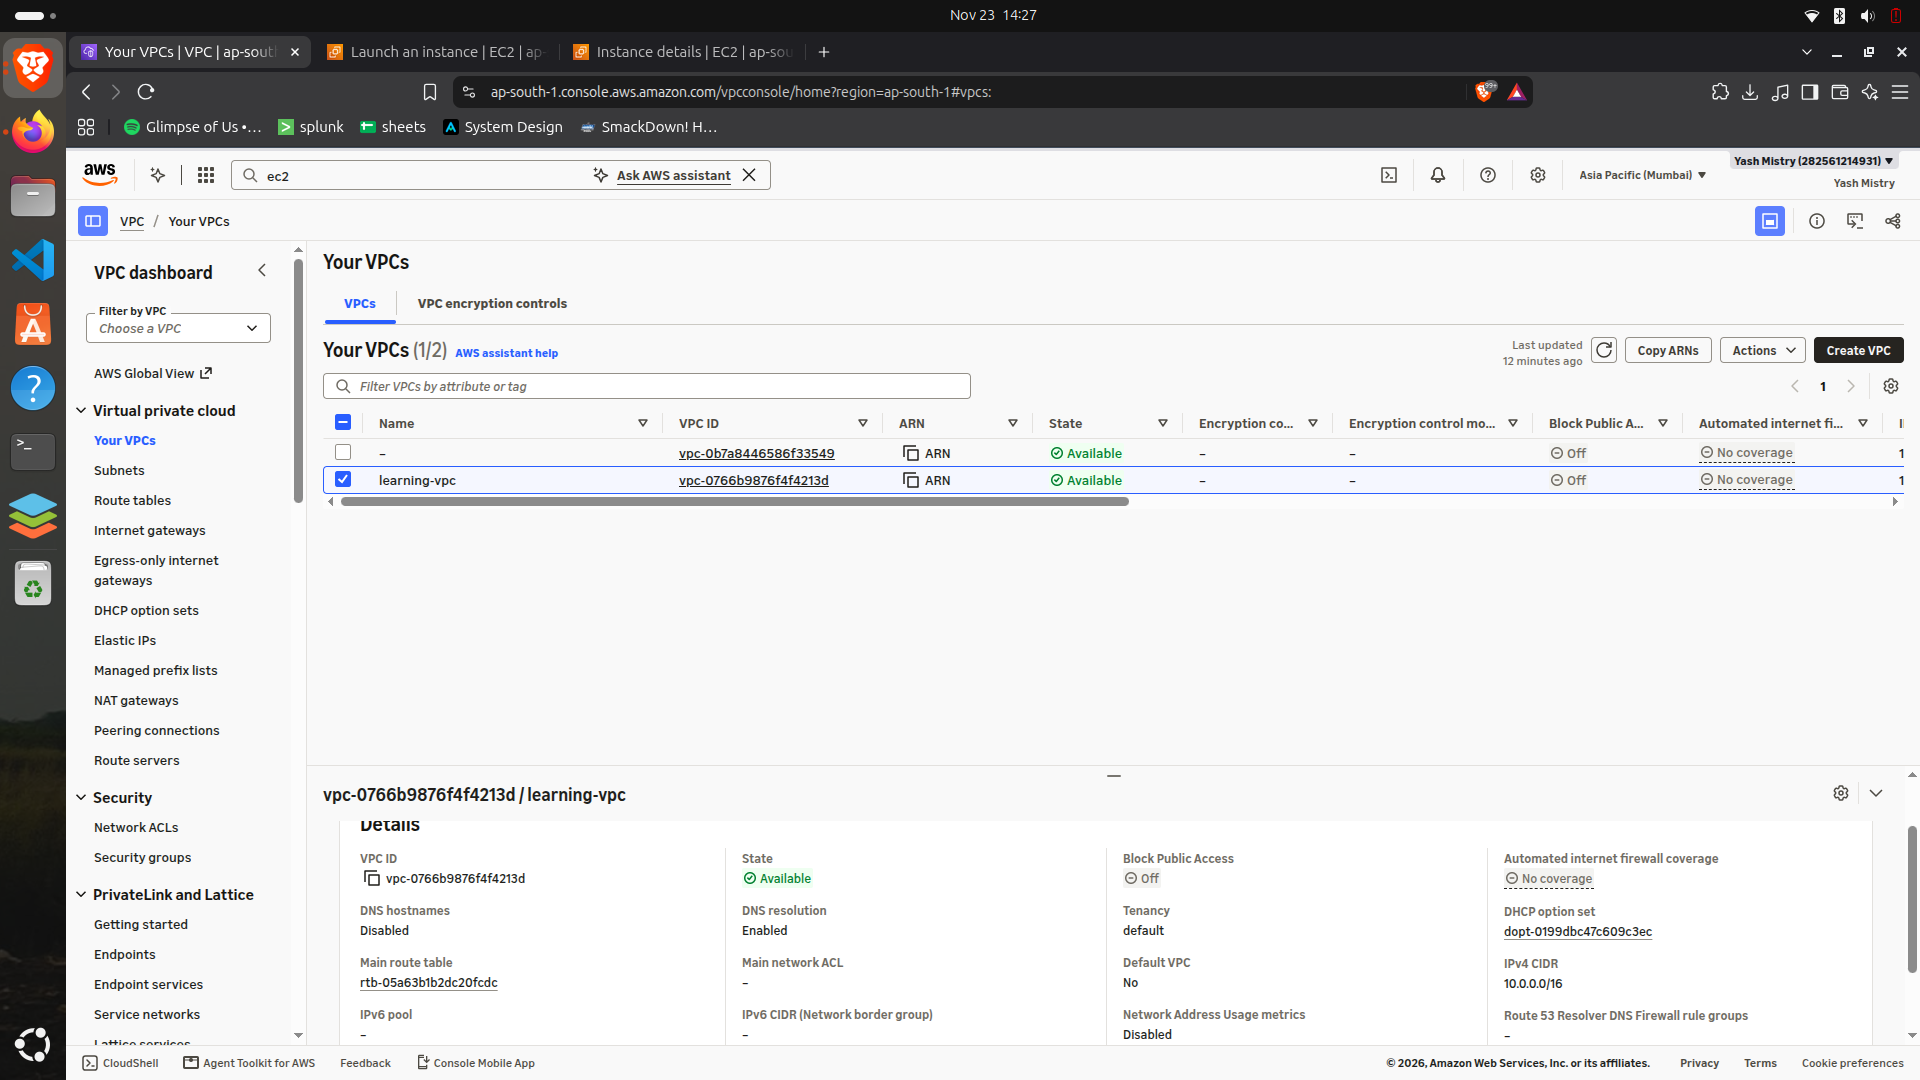 Nov 23 14:27
Your VPCs | VPC | ap-south
Launch an instance | EC2 | ap-
Instance details | EC2 | ap-sou
ap-south-1.console.aws.amazon.com/vpcconsole/home?region=ap-south-1#vpcs:
99+
Glimpse of Us •…
splunk
sheets
System Design
SmackDown! H…
aws
ec2
Ask AWS assistant
Asia Pacific (Mumbai)
Yash Mistry (282561214931)
Yash Mistry
VPC / Your VPCs
VPC dashboard
Filter by VPC
Choose a VPC
AWS Global View
Virtual private cloud
Your VPCs
Subnets
Route tables
Internet gateways
Egress-only internet
gateways
DHCP option sets
Elastic IPs
Managed prefix lists
NAT gateways
Peering connections
Route servers
Security
Network ACLs
Security groups
PrivateLink and Lattice
Getting started
Endpoints
Endpoint services
Service networks
Lattice services
Your VPCs
VPCs
VPC encryption controls
Your VPCs (1/2) AWS assistant help
Last updated
12 minutes ago
Copy ARNs
Actions
Create VPC
Filter VPCs by attribute or tag
1
Name VPC ID ARN State Encryption co... Encryption control mo... Block Public A... Automated internet fi...
– vpc-0b7a8446586f33549 ARN Available – – Off No coverage 1
learning-vpc vpc-0766b9876f4f4213d ARN Available – – Off No coverage 1
vpc-0766b9876f4f4213d / learning-vpc
Details
VPC ID
vpc-0766b9876f4f4213d
State
Available
Block Public Access
Off
Automated internet firewall coverage
No coverage
DNS hostnames
Disabled
DNS resolution
Enabled
Tenancy
default
DHCP option set
dopt-0199dbc47c609c3ec
Main route table
rtb-05a63b1b2dc20fcdc
Main network ACL
–
Default VPC
No
IPv4 CIDR
10.0.0.0/16
IPv6 pool
–
IPv6 CIDR (Network border group)
–
Network Address Usage metrics
Disabled
Route 53 Resolver DNS Firewall rule groups
–
CloudShell
Agent Toolkit for AWS
Feedback
Console Mobile App
© 2026, Amazon Web Services, Inc. or its affiliates.
Privacy
Terms
Cookie preferences